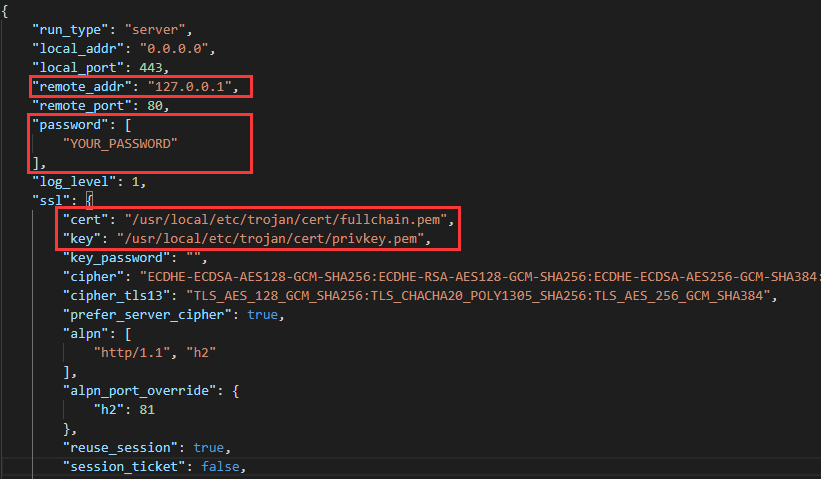 {
"run_type": "server",
"local_addr": "0.0.0.0",
"local_port": 443,
"remote_addr": "127.0.0.1",
"remote_port": 80,
"password": [
"YOUR_PASSWORD"
],
"log_level": 1,
"ssl": {
"cert": "/usr/local/etc/trojan/cert/fullchain.pem",
"key": "/usr/local/etc/trojan/cert/privkey.pem",
"key_password": "",
"cipher": "ECDHE-ECDSA-AES128-GCM-SHA256:ECDHE-RSA-AES128-GCM-SHA256:ECDHE-ECDSA-AES256-GCM-SHA384:
"cipher_tls13": "TLS_AES_128_GCM_SHA256:TLS_CHACHA20_POLY1305_SHA256:TLS_AES_256_GCM_SHA384",
"prefer_server_cipher": true,
"alpn": [
"http/1.1", "h2"
],
"alpn_port_override": {
"h2": 81
},
"reuse_session": true,
"session_ticket": false,